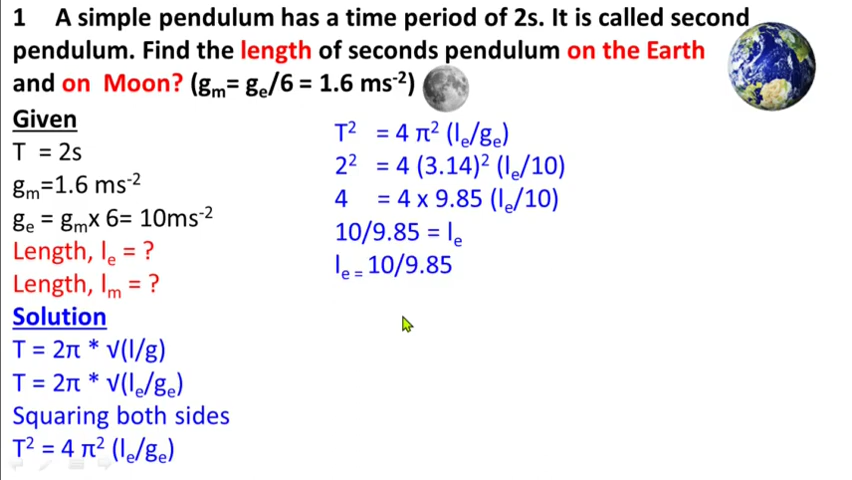 1 A simple pendulum has a time period of 2s. It is called second
pendulum. Find the length of seconds pendulum on the Earth
and on Moon? (gₘ= gₑ/6 = 1.6 ms⁻²)
Given
T = 2s
gₘ=1.6 ms⁻²
gₑ = gₘx 6= 10ms⁻²
Length, lₑ = ?
Length, lₘ = ?
Solution
T = 2π * √(l/g)
T = 2π * √(lₑ/gₑ)
Squaring both sides
T² = 4 π² (lₑ/gₑ)
T² = 4 π² (lₑ/gₑ)
2² = 4 (3.14)² (lₑ/10)
4 = 4 x 9.85 (lₑ/10)
10/9.85 = lₑ
lₑ = 10/9.85